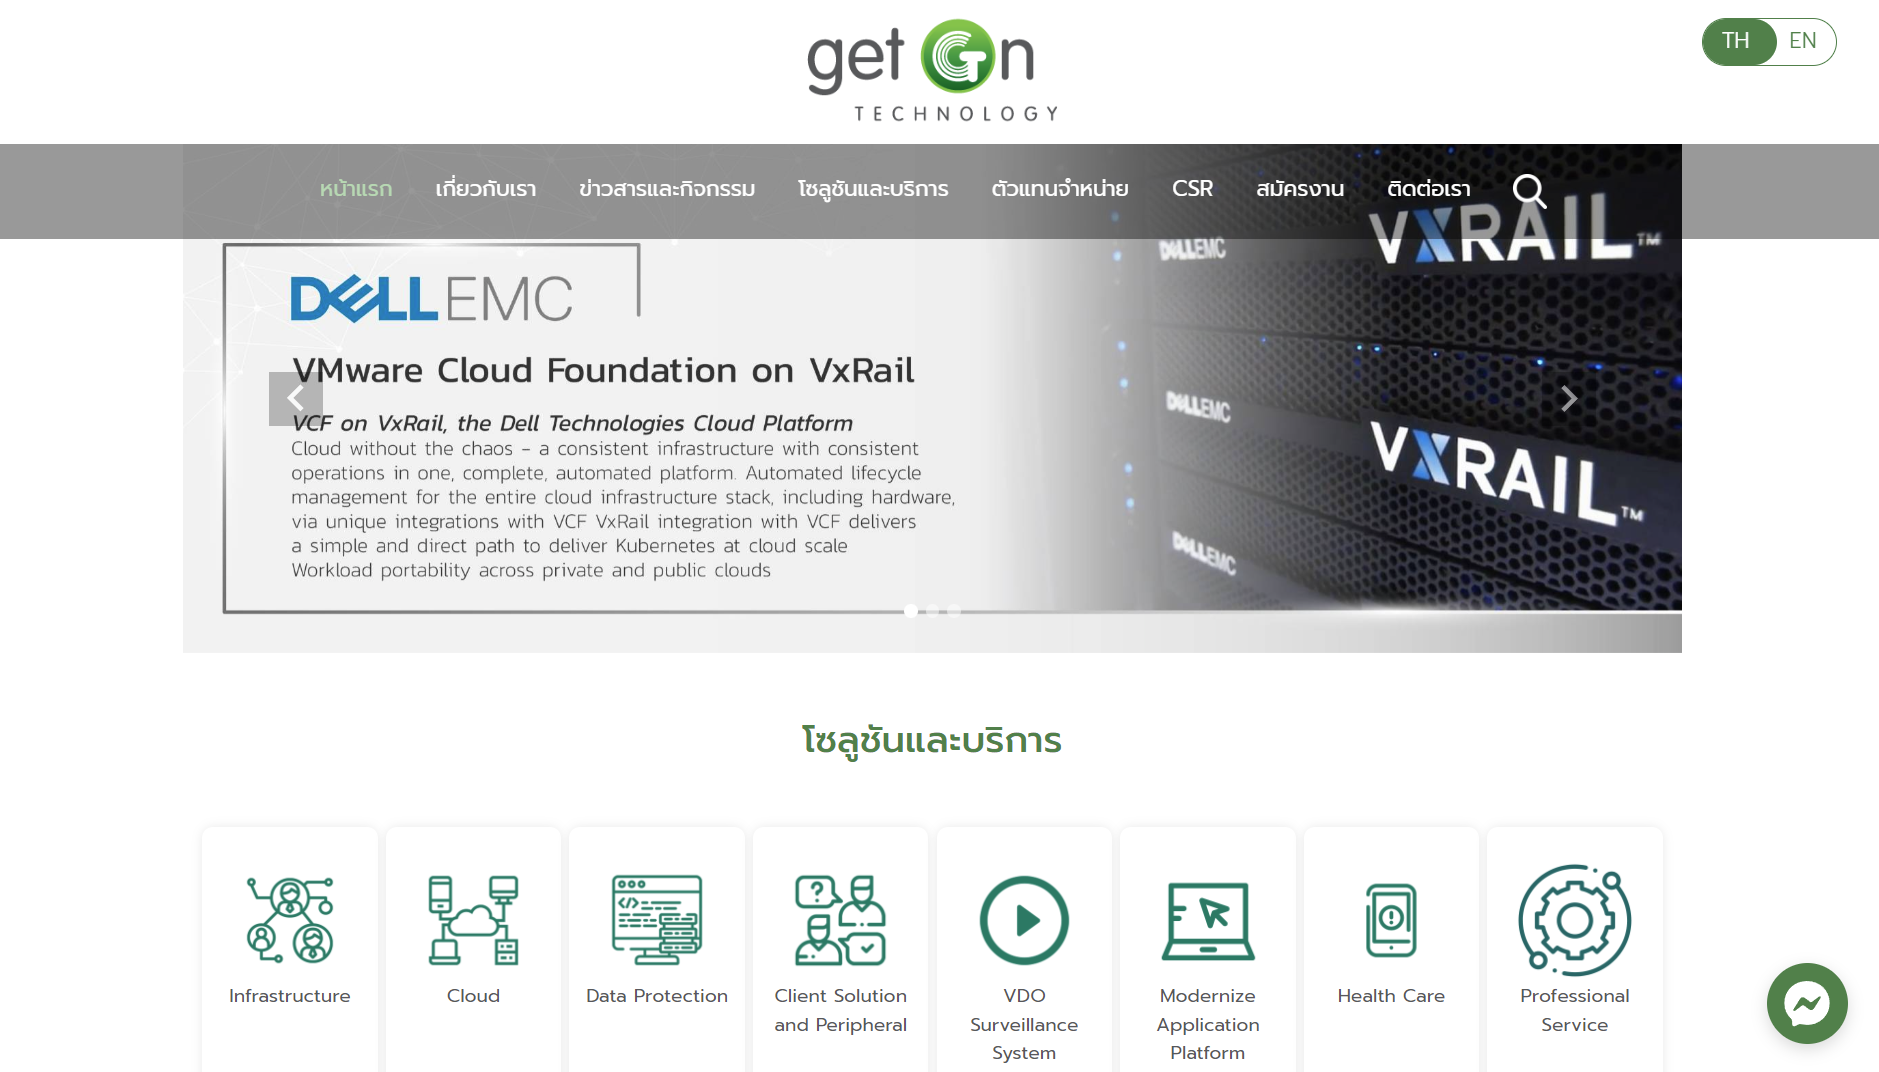 get On
TECHNOLOGY
TH EN
หน้าแรก เกี่ยวกับเรา ข่าวสารและกิจกรรม โซลูชันและบริการ ตัวแทนจำหน่าย CSR สมัครงาน ติดต่อเรา
VXRAIL™
DELLEMC
DELLEMC
VMware Cloud Foundation on VxRail
VCF on VxRail, the Dell Technologies Cloud Platform
Cloud without the chaos - a consistent infrastructure with consistent
operations in one, complete, automated platform. Automated lifecycle
management for the entire cloud infrastructure stack, including hardware,
via unique integrations with VCF VxRail integration with VCF delivers
a simple and direct path to deliver Kubernetes at cloud scale
Workload portability across private and public clouds
DELLEMC
VXRAIL™
DELLEMC
โซลูชันและบริการ
Infrastructure
Cloud
Data Protection
Client Solution
and Peripheral
VDO
Surveillance
System
Modernize
Application
Platform
Health Care
Professional
Service